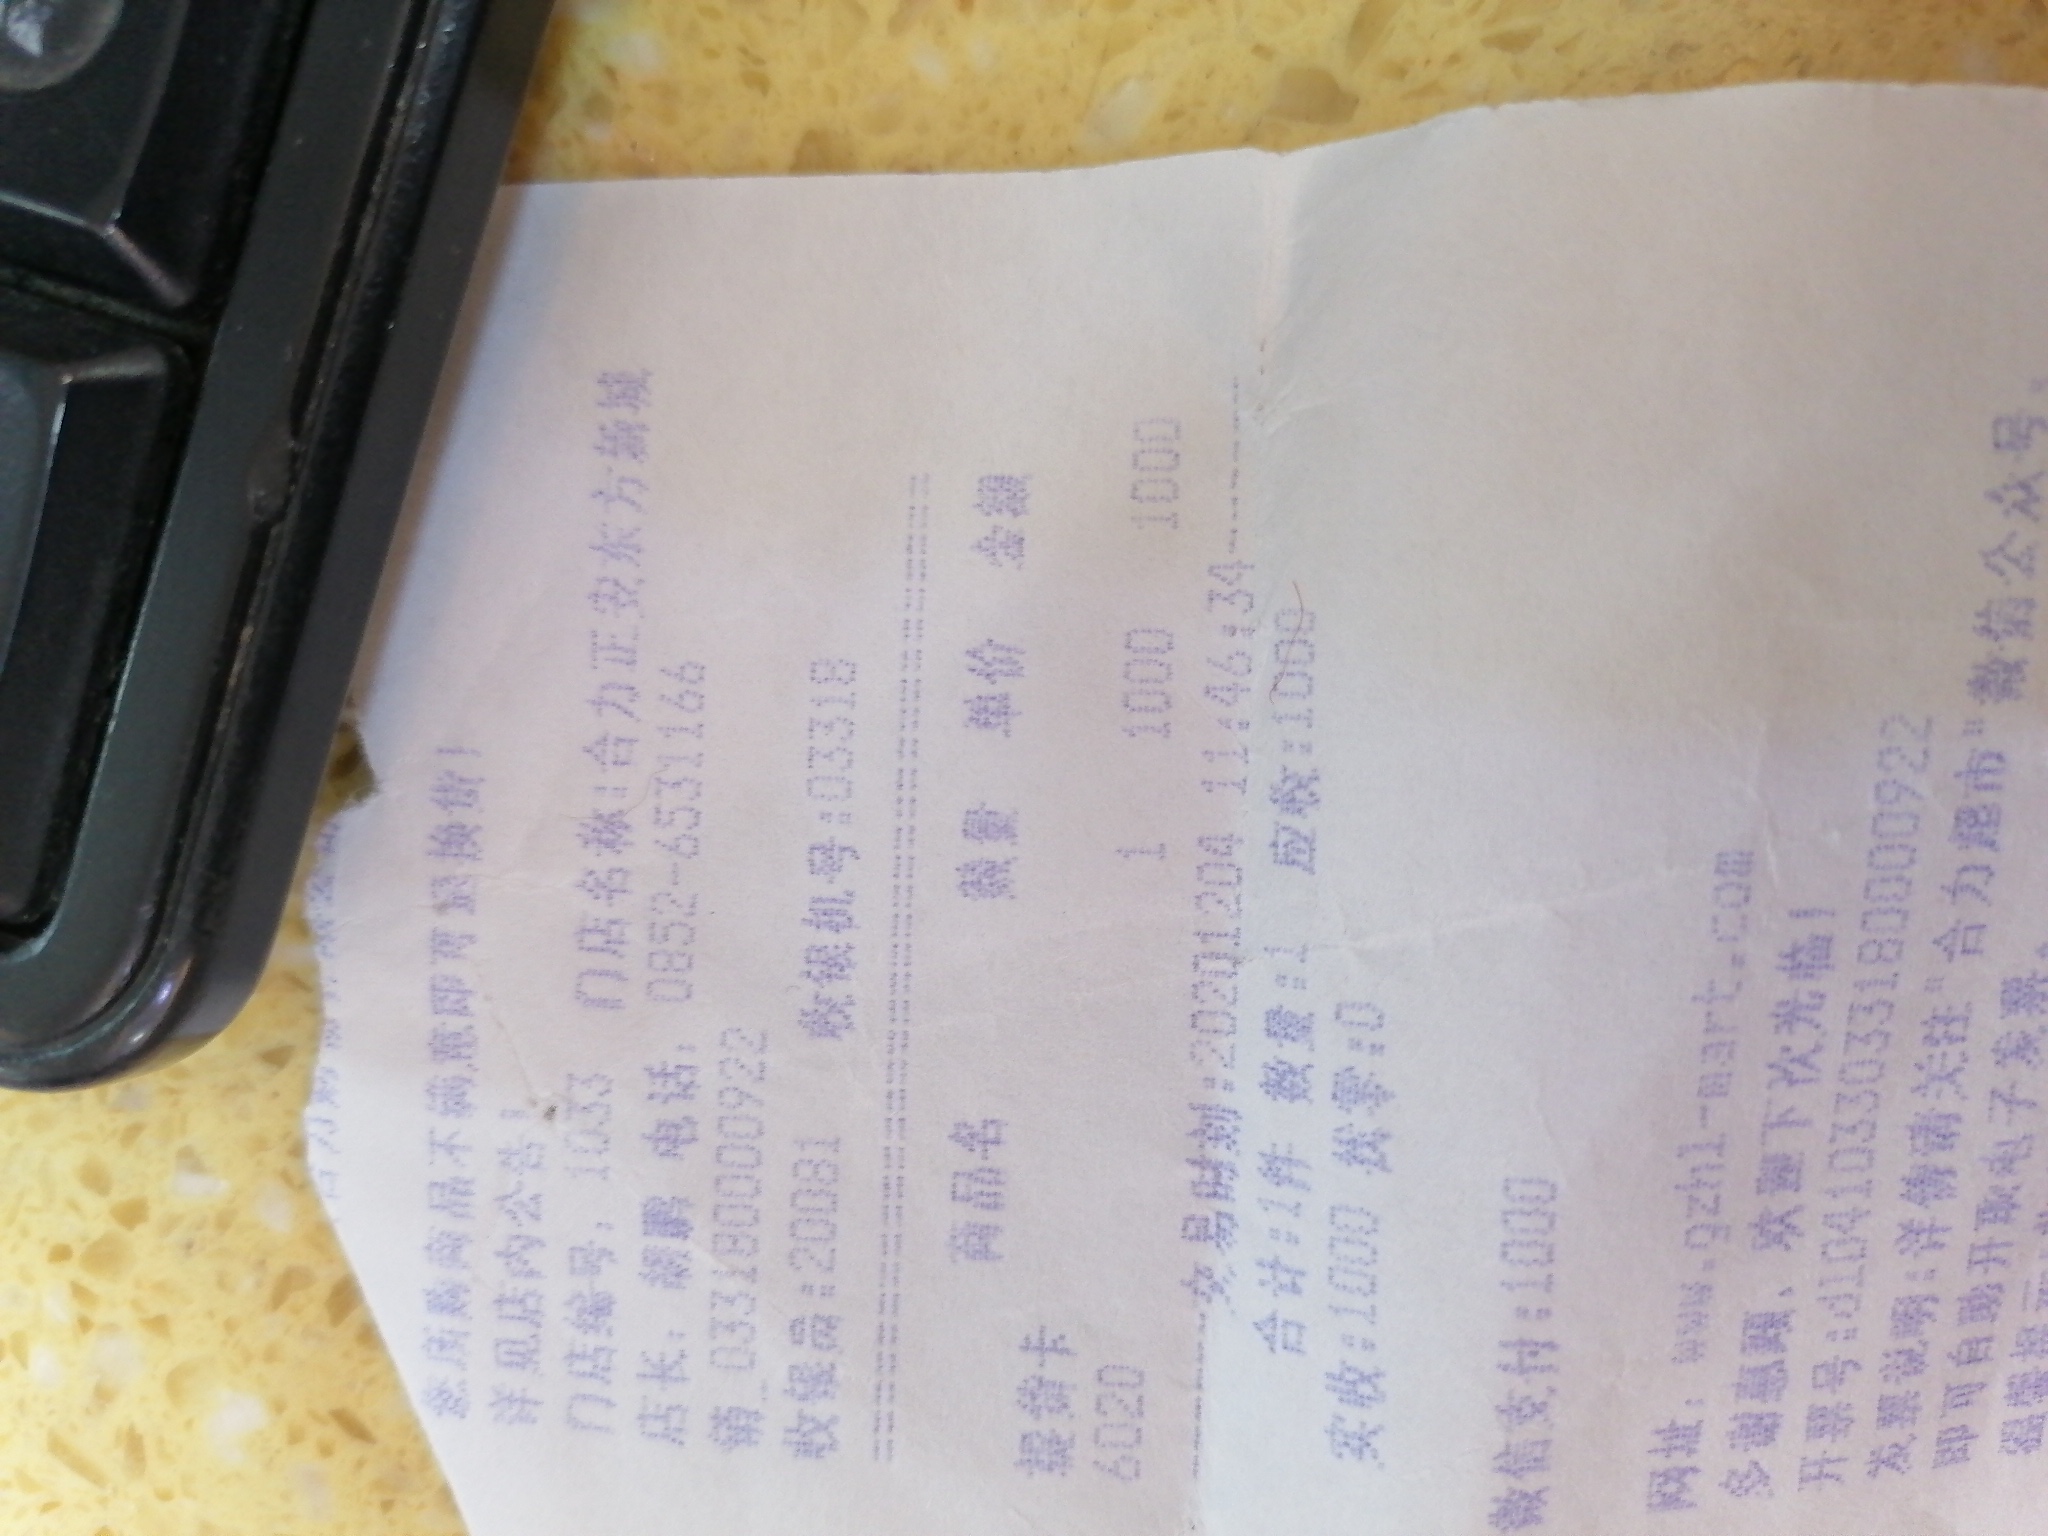 您所购商品不满意即可退换货！
详见店内公告！
门店编号：1033 门店名称:合力正安东方新城
店长：胡鹏 电话：0852-6531166
销_0331800000922
收银员:20081 收银机号:03318
商品名 数量 单价 金额
提货卡
6020 1 1000 1000
交易时刻:20201204 11:46:34
合计:1件 数量:1 应收:1000
实收:1000 找零:0
微信支付:1000
网址：www.gzhl-mart.com
多谢惠顾，欢迎下次光临！
开票号:d104103303318000000922
发票说明:详情请关注"合力超市"微信公众号，
即可自助开取电子发票。